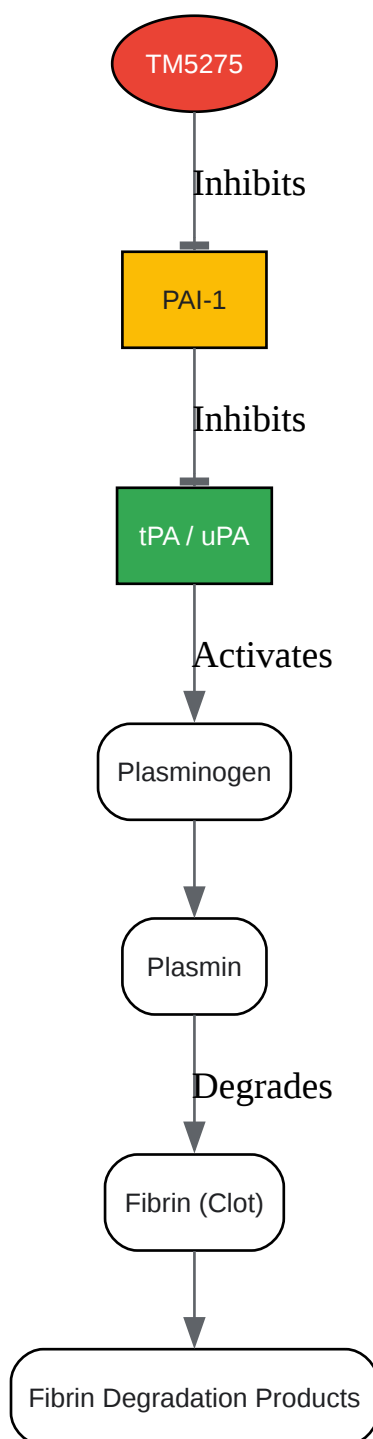 TM5275
Inhibits
PAI-1
Inhibits
tPA / uPA
Activates
Plasminogen
Plasmin
Degrades
Fibrin (Clot)
Fibrin Degradation Products